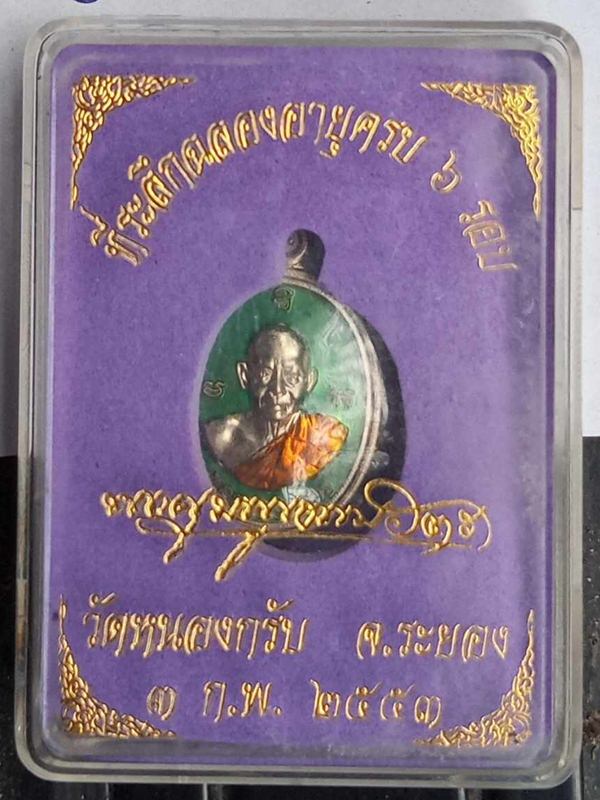 ที่ระลึกฉลองอายุครบ ๖ รอบ
วัดหนองกรับ จ.ระยอง
๓ ก.พ. ๒๕๕๓